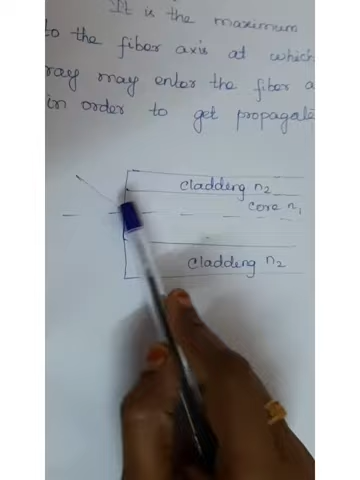 It is the maximum
to the fiber axis at which
ray may enter the fiber a
in order to get propagate
cladding n2
core n1
cladding n2